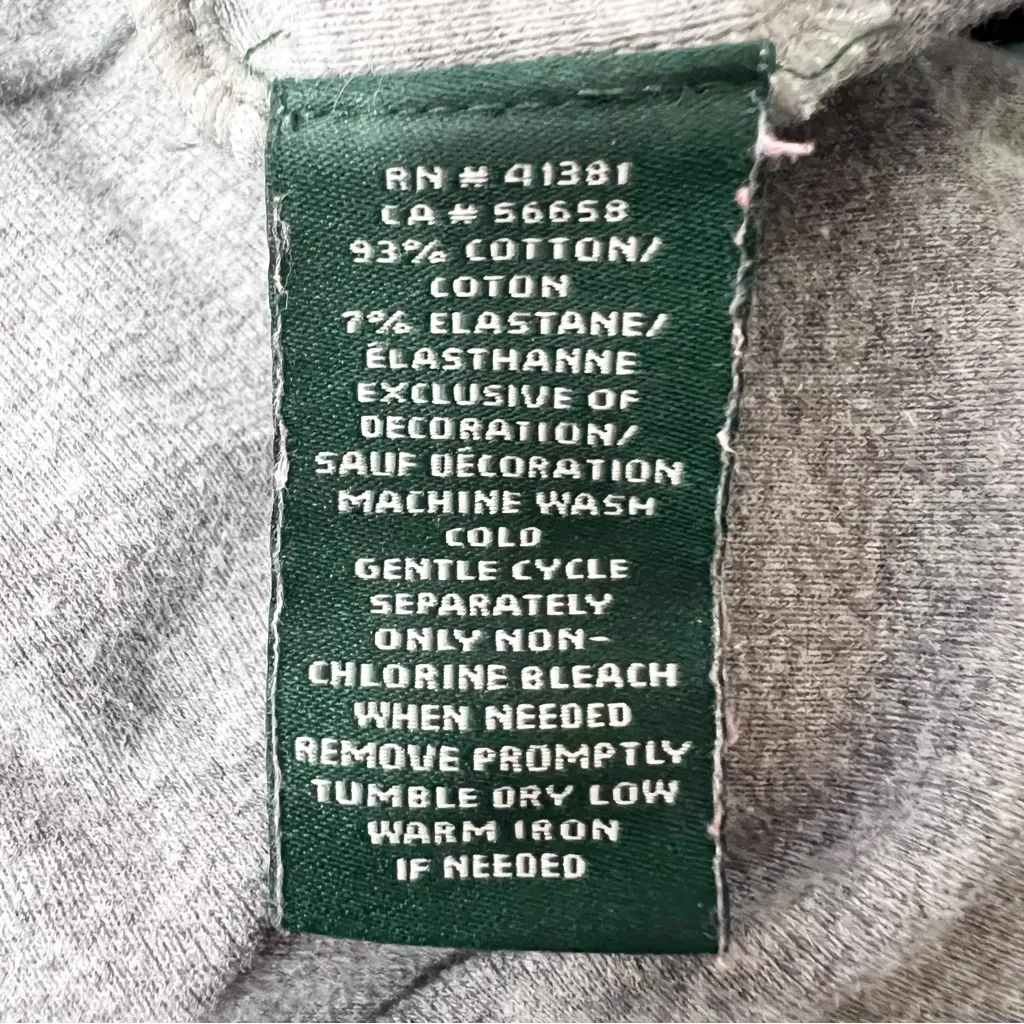 RN # 41381
CA # 56658
93% COTTON/
COTON
7% ELASTANE/
ÉLASTHANNE
EXCLUSIVE OF
DECORATION/
SAUF DÉCORATION
MACHINE WASH
COLD
GENTLE CYCLE
SEPARATELY
ONLY NON-
CHLORINE BLEACH
WHEN NEEDED
REMOVE PROMPTLY
TUMBLE DRY LOW
WARM IRON
IF NEEDED